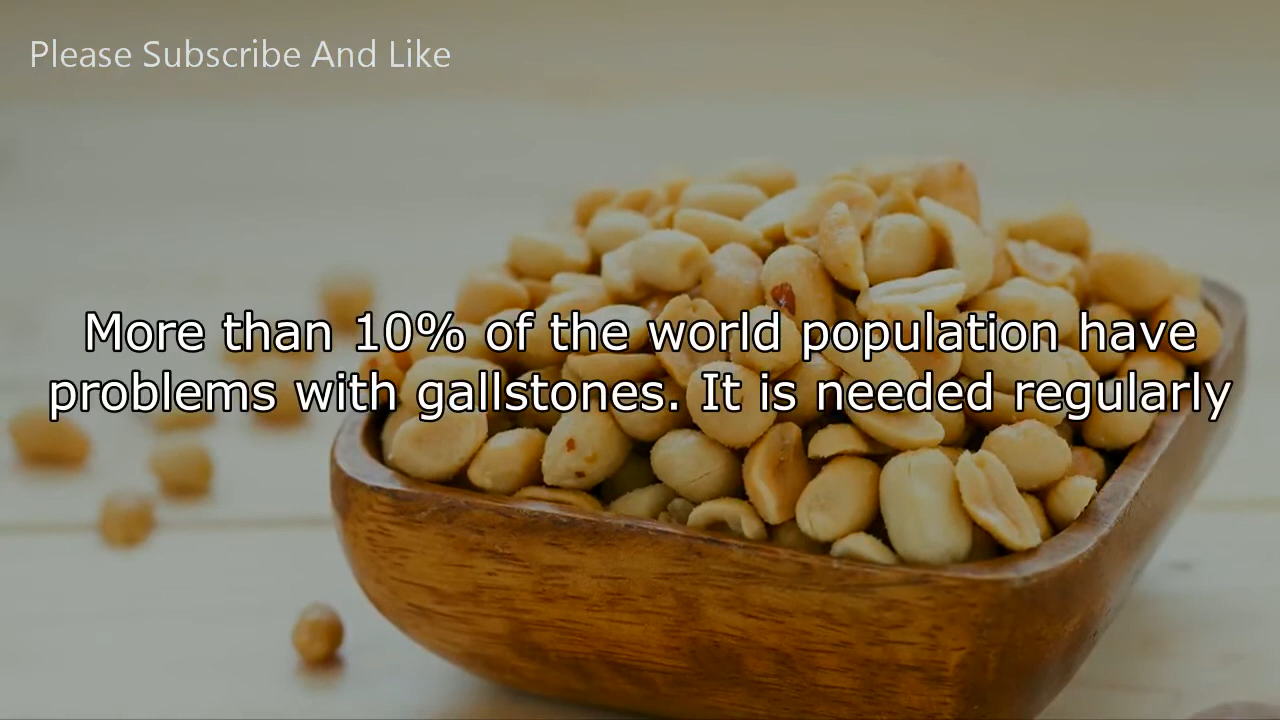 Please Subscribe And Like
More than 10% of the world population have
problems with gallstones. It is needed regularly